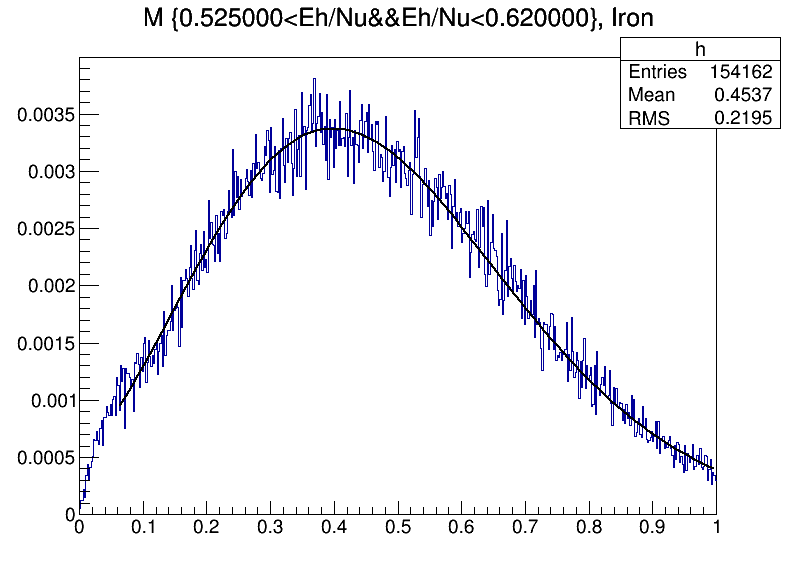 M {0.525000<Eh/Nu&&Eh/Nu<0.620000}, Iron
h
Entries 154162
Mean 0.4537
RMS 0.2195
0.0035
0.003
0.0025
0.002
0.0015
0.001
0.0005
0
0 0.1 0.2 0.3 0.4 0.5 0.6 0.7 0.8 0.9 1